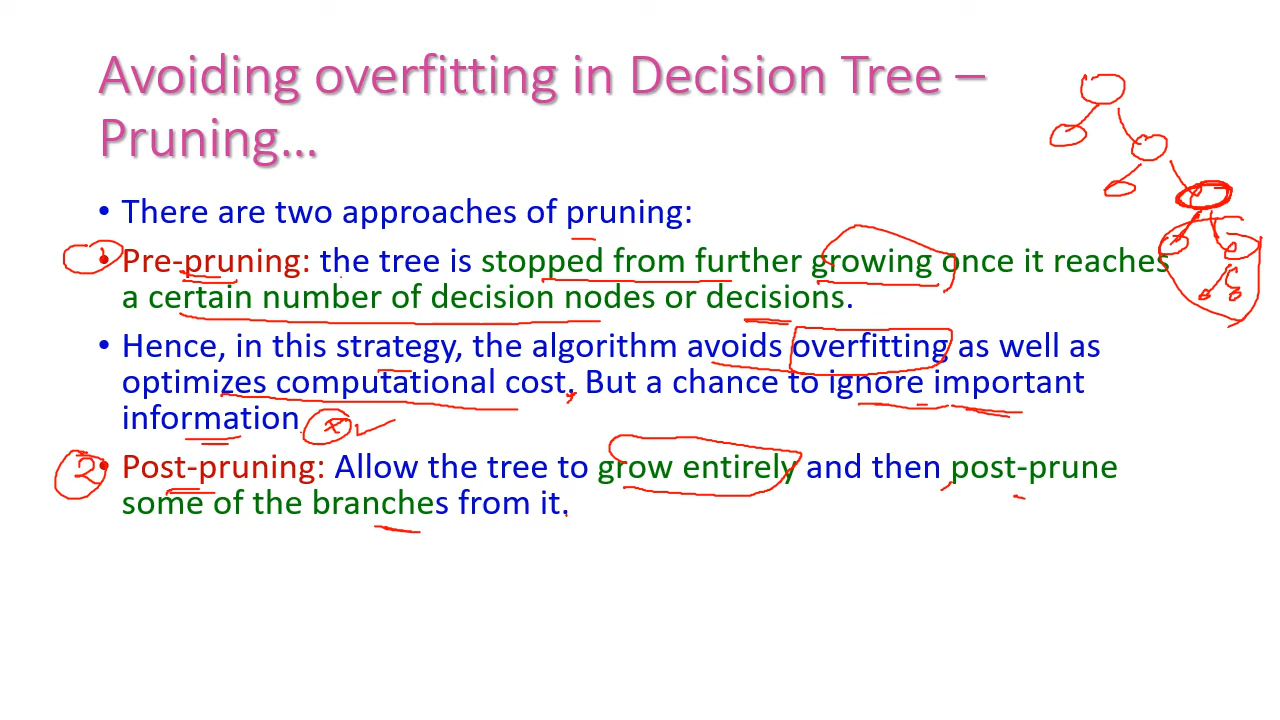 Avoiding overfitting in Decision Tree –
Pruning…
• There are two approaches of pruning:
• Pre-pruning: the tree is stopped from further growing once it reaches
a certain number of decision nodes or decisions.
• Hence, in this strategy, the algorithm avoids overfitting as well as
optimizes computational cost. But a chance to ignore important
information
2 • Post-pruning: Allow the tree to grow entirely and then post-prune
some of the branches from it.